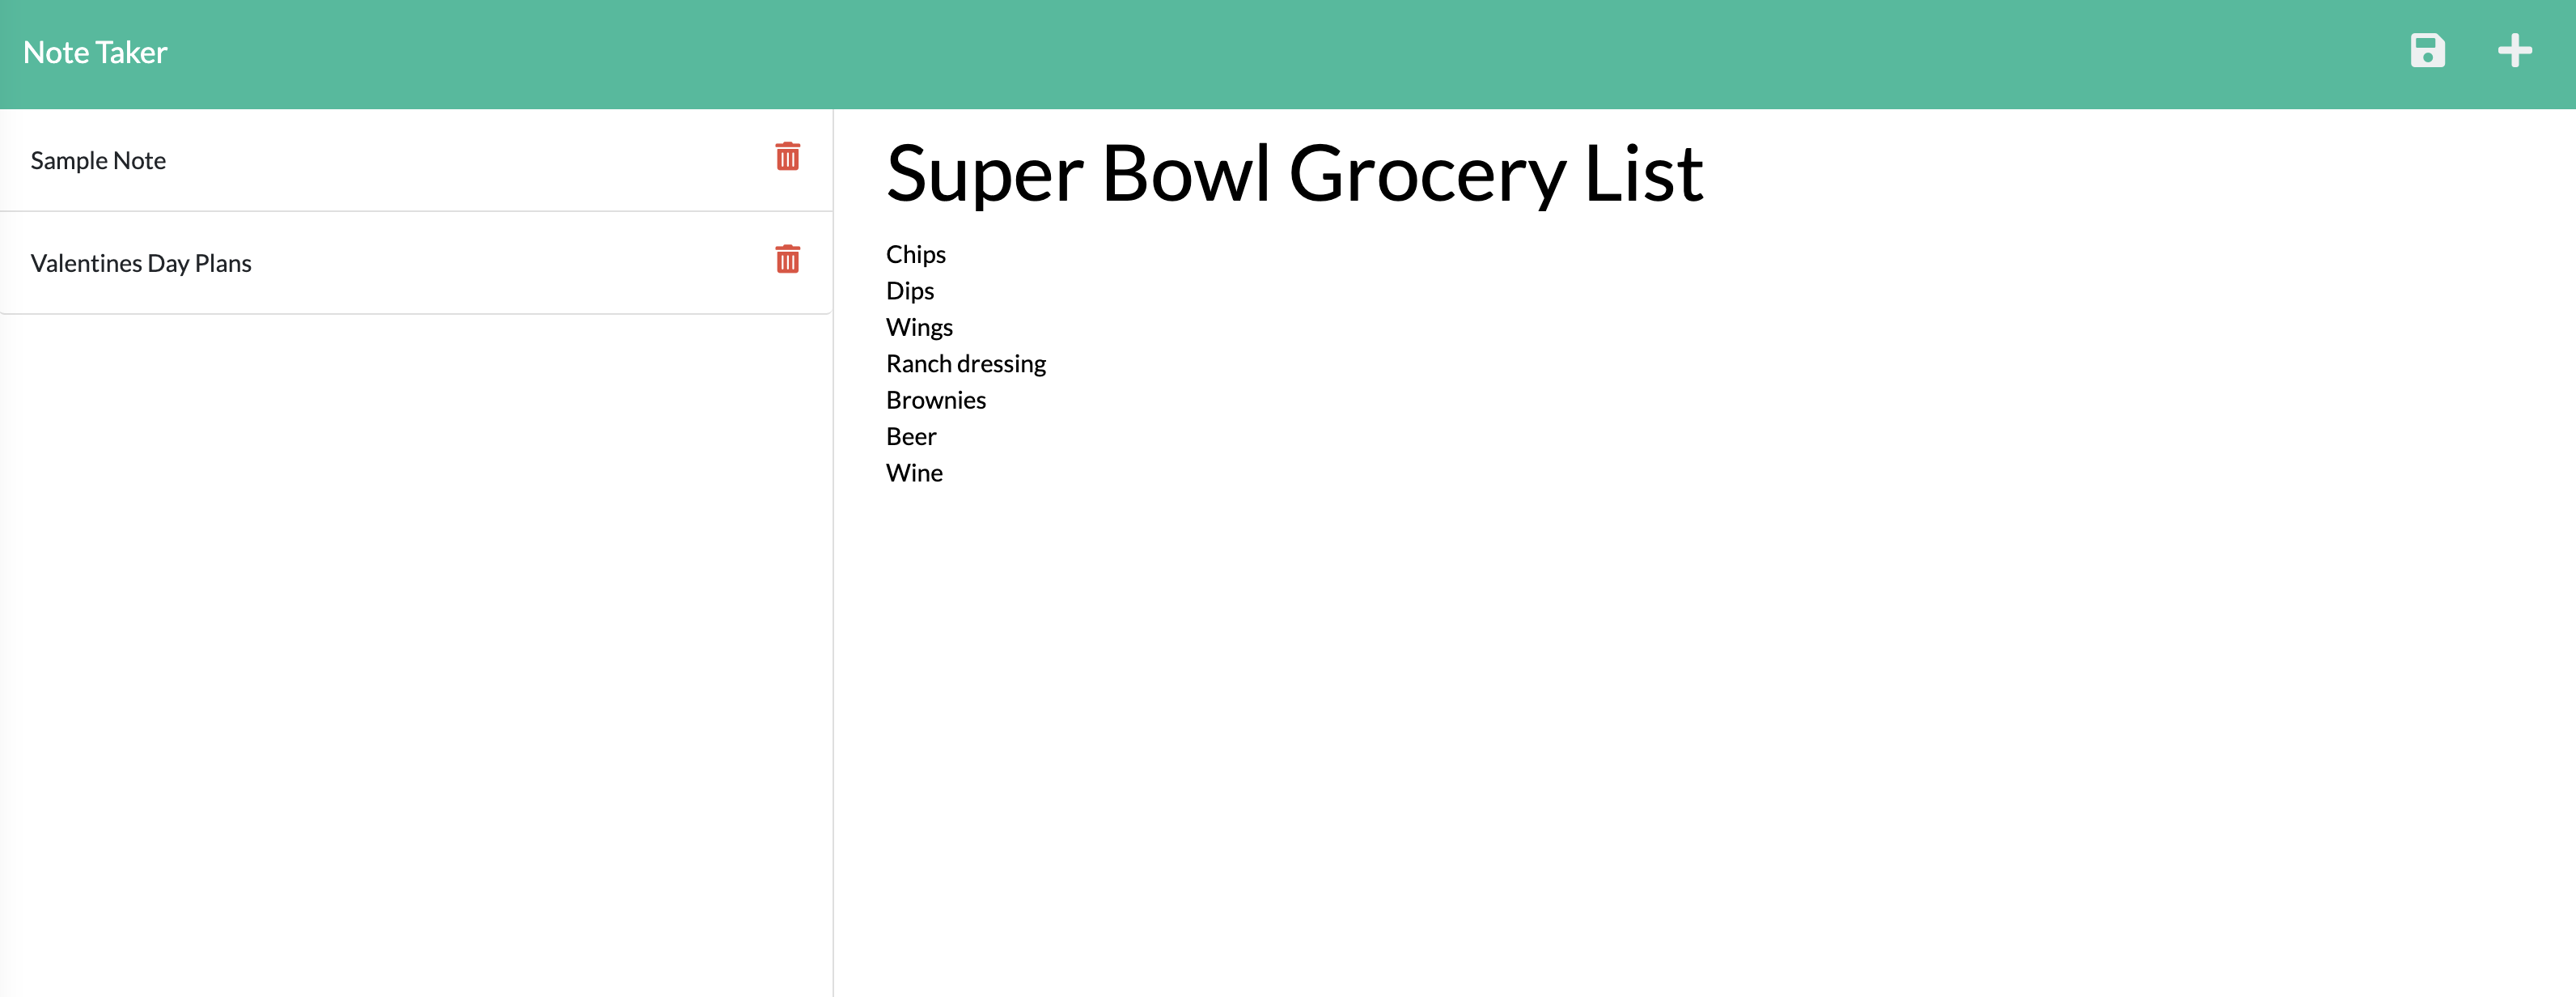 Note Taker
Sample Note
Valentines Day Plans
Super Bowl Grocery List
Chips
Dips
Wings
Ranch dressing
Brownies
Beer
Wine